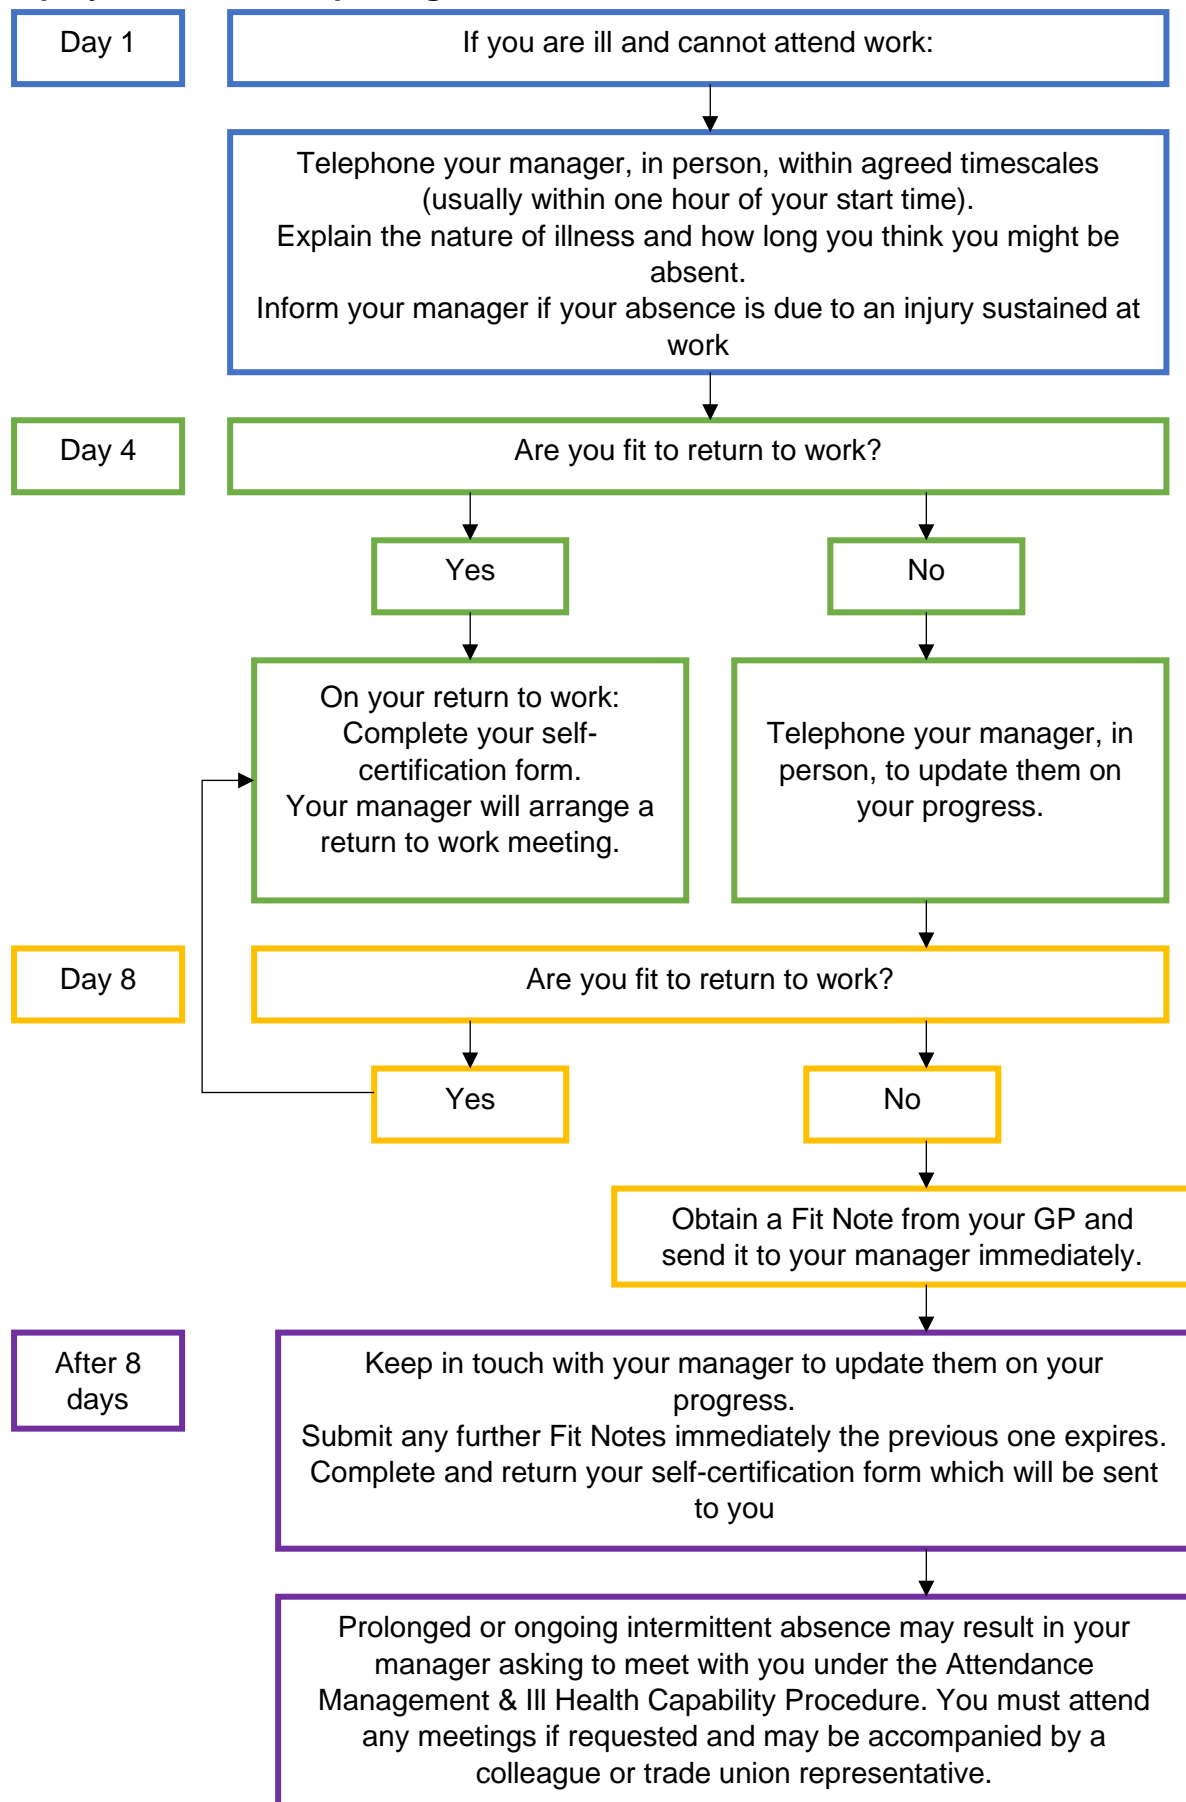 Day 1
If you are ill and cannot attend work:
Telephone your manager, in person, within agreed timescales
(usually within one hour of your start time).
Explain the nature of illness and how long you think you might be
absent.
Inform your manager if your absence is due to an injury sustained at
work
Day 4
Are you fit to return to work?
Yes
No
On your return to work:
Complete your self-
certification form.
Your manager will arrange a
return to work meeting.
Telephone your manager, in
person, to update them on
your progress.
Day 8
Are you fit to return to work?
Yes
No
Obtain a Fit Note from your GP and
send it to your manager immediately.
After 8
days
Keep in touch with your manager to update them on your
progress.
Submit any further Fit Notes immediately the previous one expires.
Complete and return your self-certification form which will be sent
to you
Prolonged or ongoing intermittent absence may result in your
manager asking to meet with you under the Attendance
Management & Ill Health Capability Procedure. You must attend
any meetings if requested and may be accompanied by a
colleague or trade union representative.